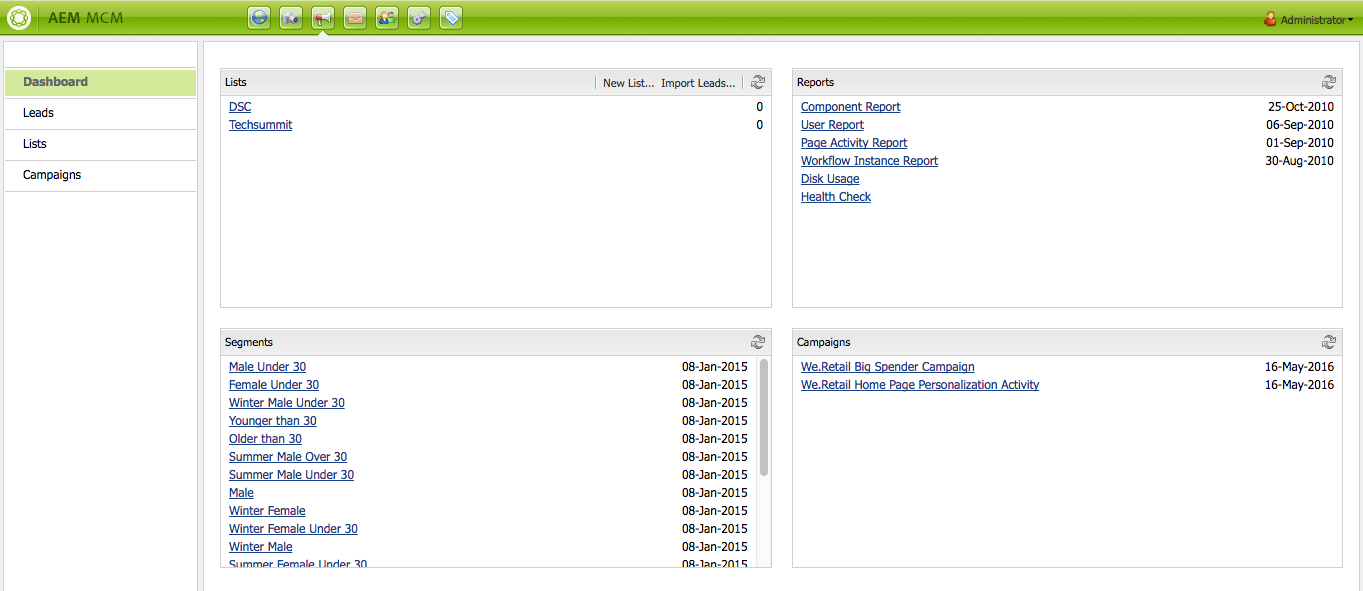 AEM MCM
Administrator
Dashboard
Leads
Lists
Campaigns
Lists New List... Import Leads...
DSC 0
Techsummit 0
Reports
Component Report 25-Oct-2010
User Report 06-Sep-2010
Page Activity Report 01-Sep-2010
Workflow Instance Report 30-Aug-2010
Disk Usage
Health Check
Segments
Male Under 30 08-Jan-2015
Female Under 30 08-Jan-2015
Winter Male Under 30 08-Jan-2015
Younger than 30 08-Jan-2015
Older than 30 08-Jan-2015
Summer Male Over 30 08-Jan-2015
Summer Male Under 30 08-Jan-2015
Male 08-Jan-2015
Winter Female 08-Jan-2015
Winter Female Under 30 08-Jan-2015
Winter Male 08-Jan-2015
Summer Female Under 30 08-Jan-2015
Campaigns
We.Retail Big Spender Campaign 16-May-2016
We.Retail Home Page Personalization Activity 16-May-2016